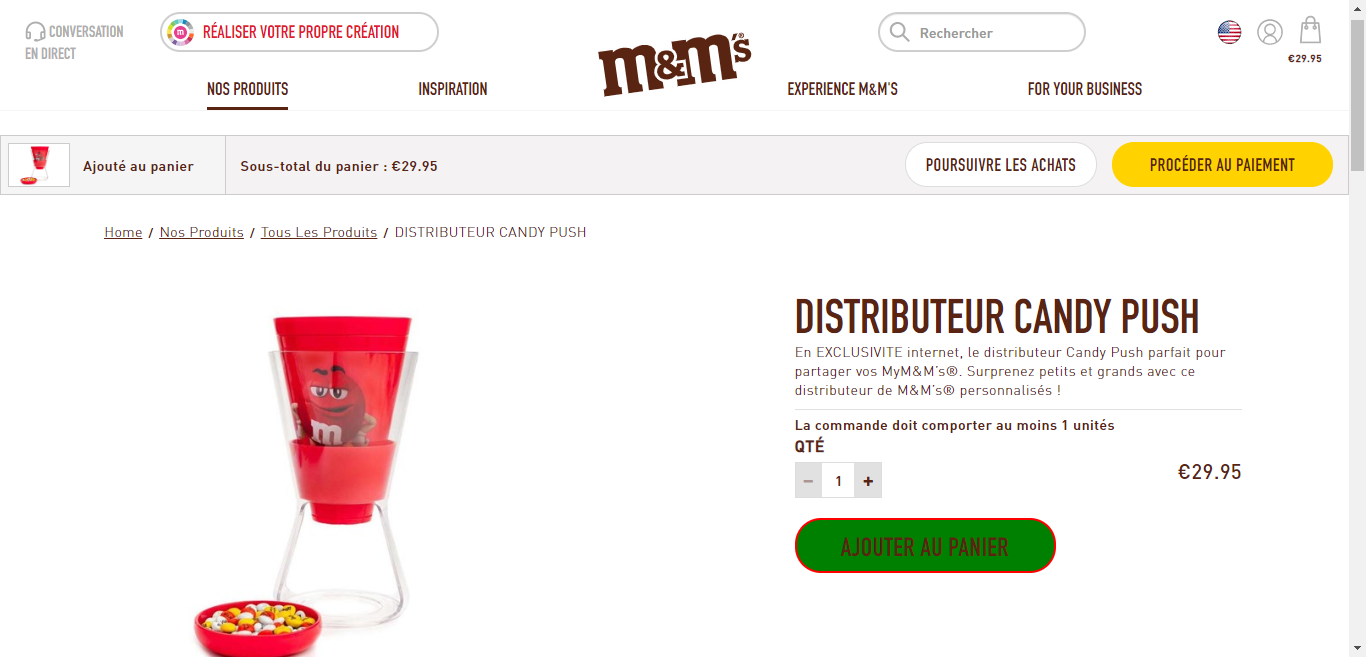 CONVERSATION
EN DIRECT
m
RÉALISER VOTRE PROPRE CRÉATION
m&m's®
Rechercher
€29.95
NOS PRODUITS
INSPIRATION
EXPERIENCE M&M'S
FOR YOUR BUSINESS
Ajouté au panier
Sous-total du panier : €29.95
POURSUIVRE LES ACHATS
PROCÉDER AU PAIEMENT
Home / Nos Produits / Tous Les Produits / DISTRIBUTEUR CANDY PUSH
m
DISTRIBUTEUR CANDY PUSH
En EXCLUSIVITE internet, le distributeur Candy Push parfait pour
partager vos MyM&M's®. Surprenez petits et grands avec ce
distributeur de M&M's® personnalisés !
La commande doit comporter au moins 1 unités
QTÉ
− 1 +
€29.95
AJOUTER AU PANIER